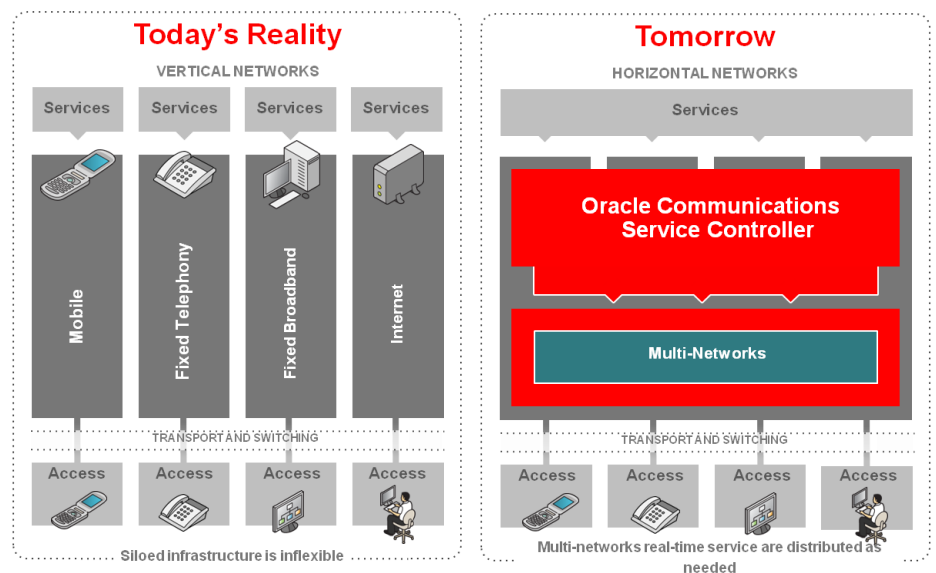 Today's Reality
VERTICAL NETWORKS
Services
Services
Services
Services
Mobile
Fixed Telephony
Fixed Broadband
Internet
TRANSPORT AND SWITCHING
Access
Access
Access
Access
Siloed infrastructure is inflexible
Tomorrow
HORIZONTAL NETWORKS
Services
Oracle Communications
Service Controller
Multi-Networks
TRANSPORT AND SWITCHING
Access
Access
Access
Access
Multi-networks real-time service are distributed as
needed